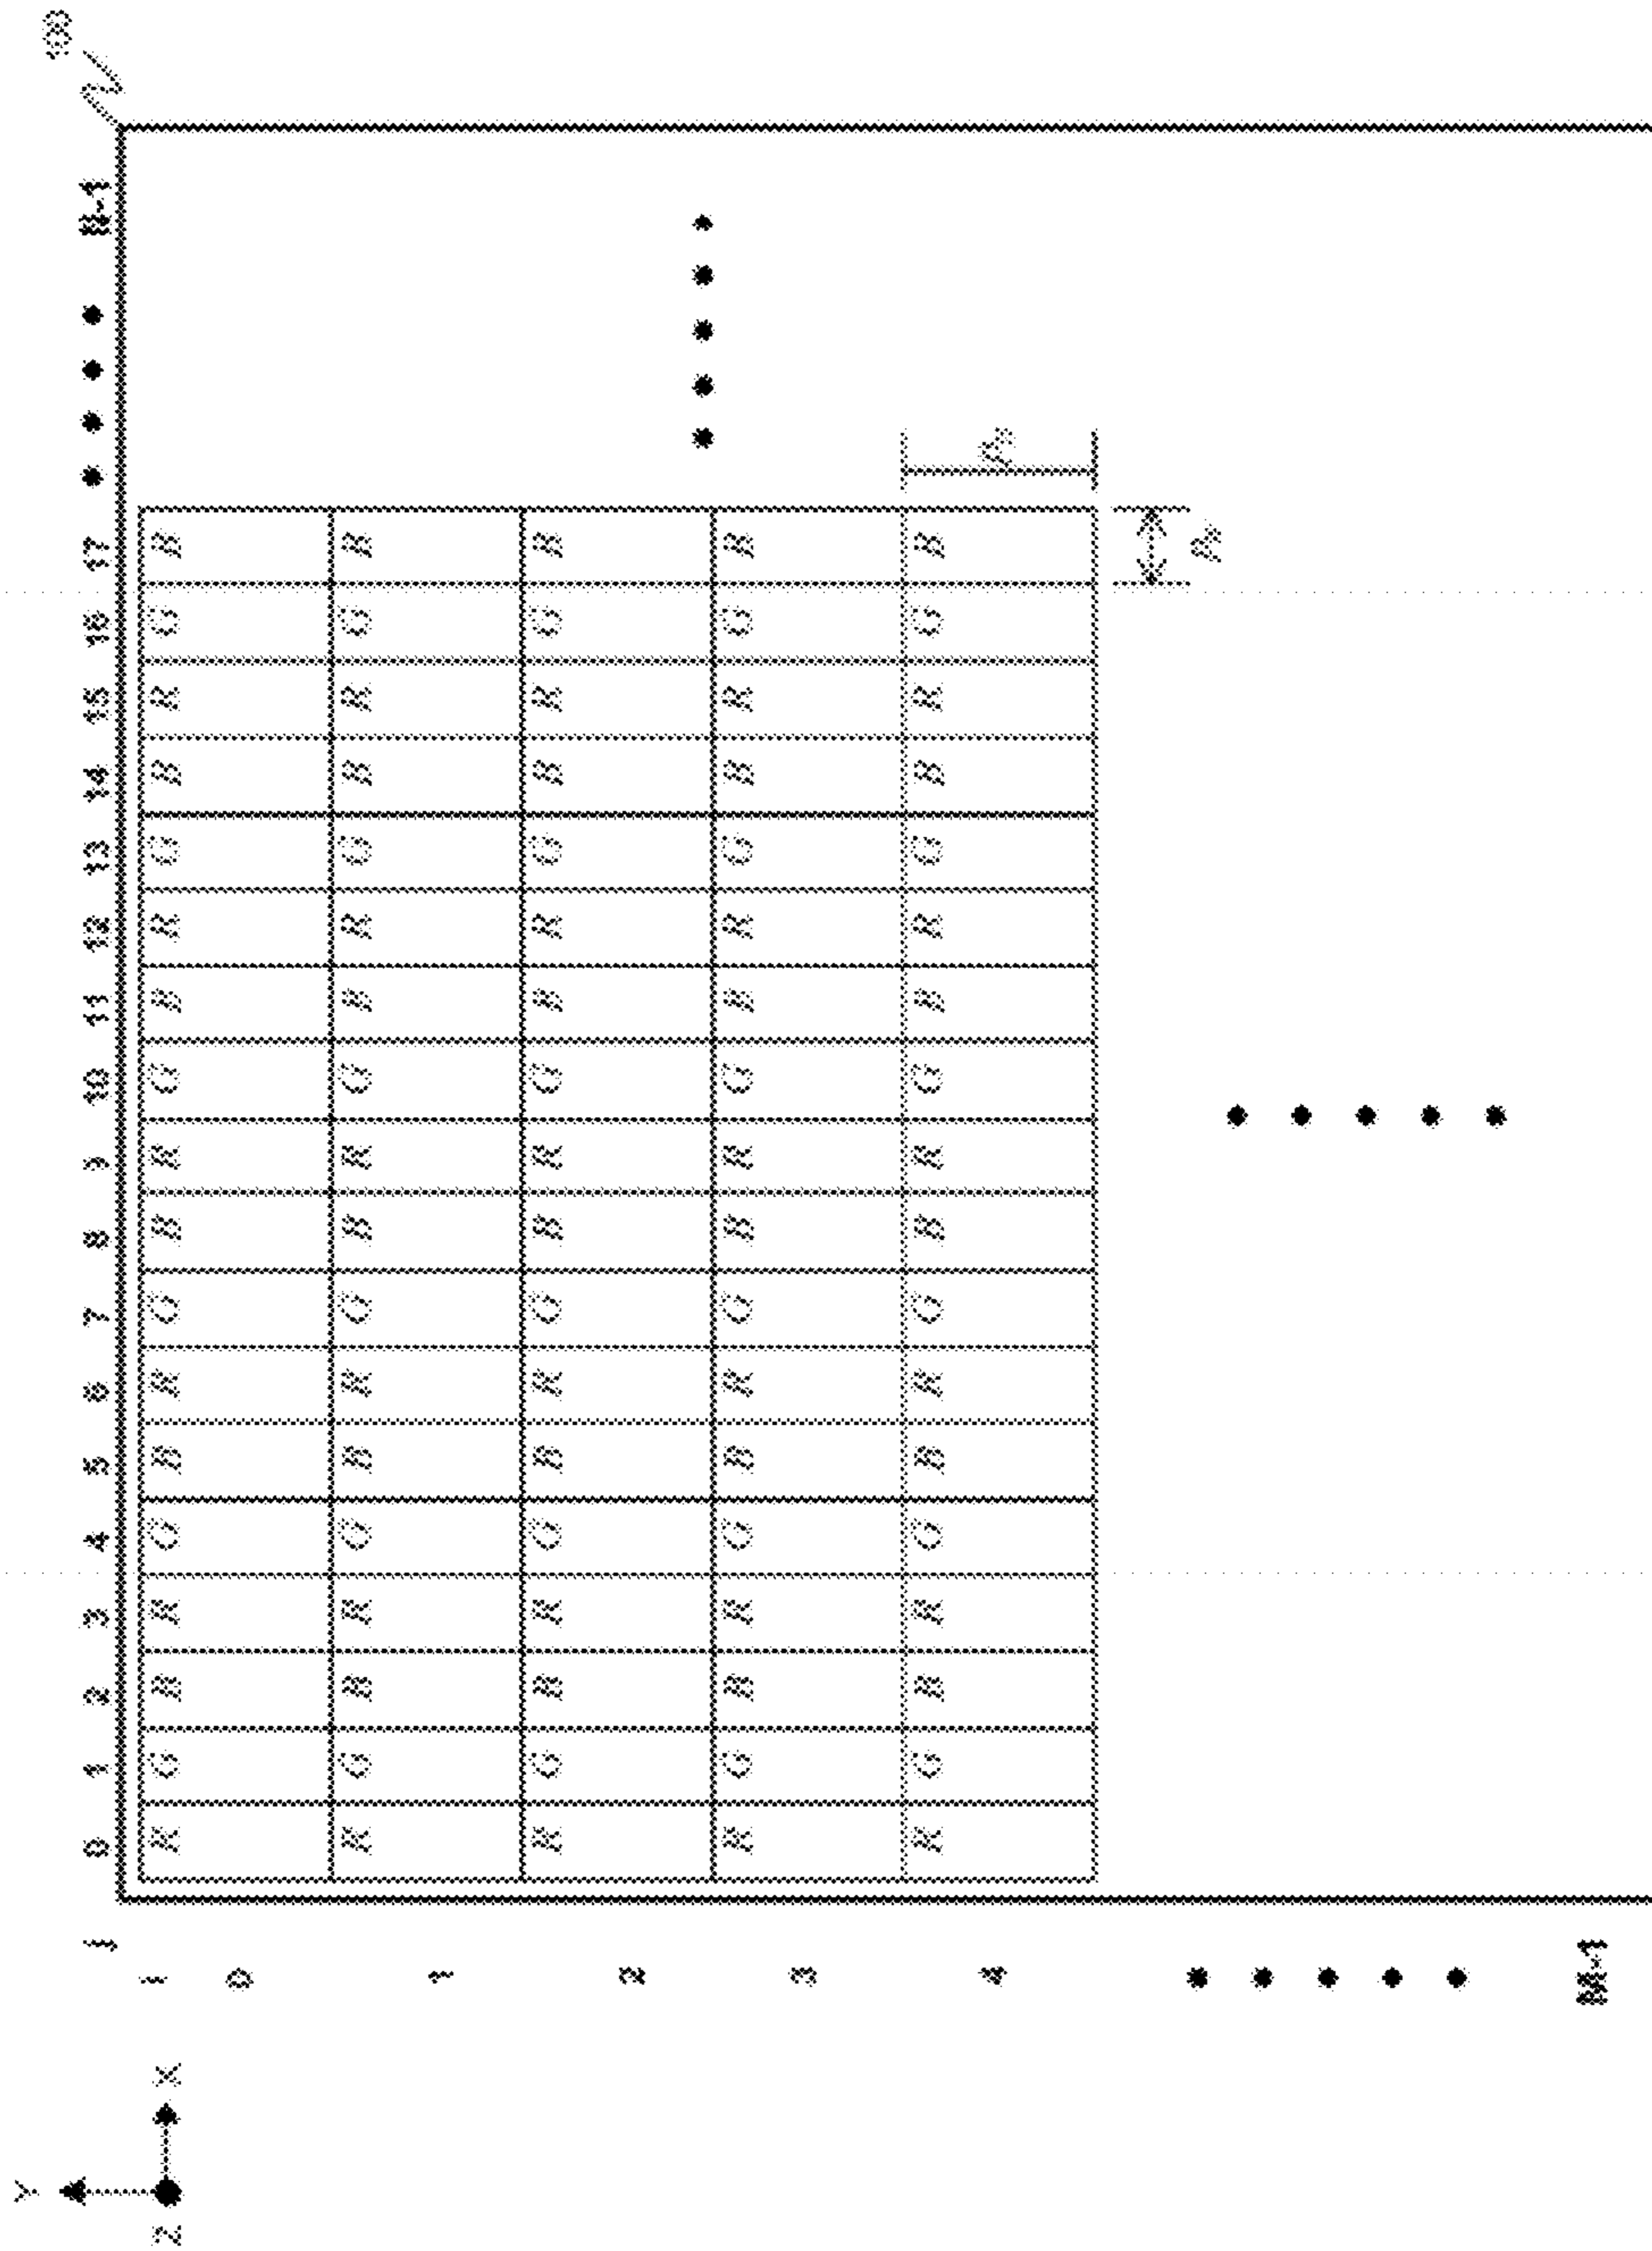 100
j 0 1 2 3 4 5 6 7 8 9 10 11 12 13 14 15 16 17 N-1
i
0 R G B R G B R G B R G B R G B R G B
1 R G B R G B R G B R G B R G B R G B
2 R G B R G B R G B R G B R G B R G B
3 R G B R G B R G B R G B R G B R G B
4 R G B R G B R G B R G B R G B R G B
M-1
Y
Z X